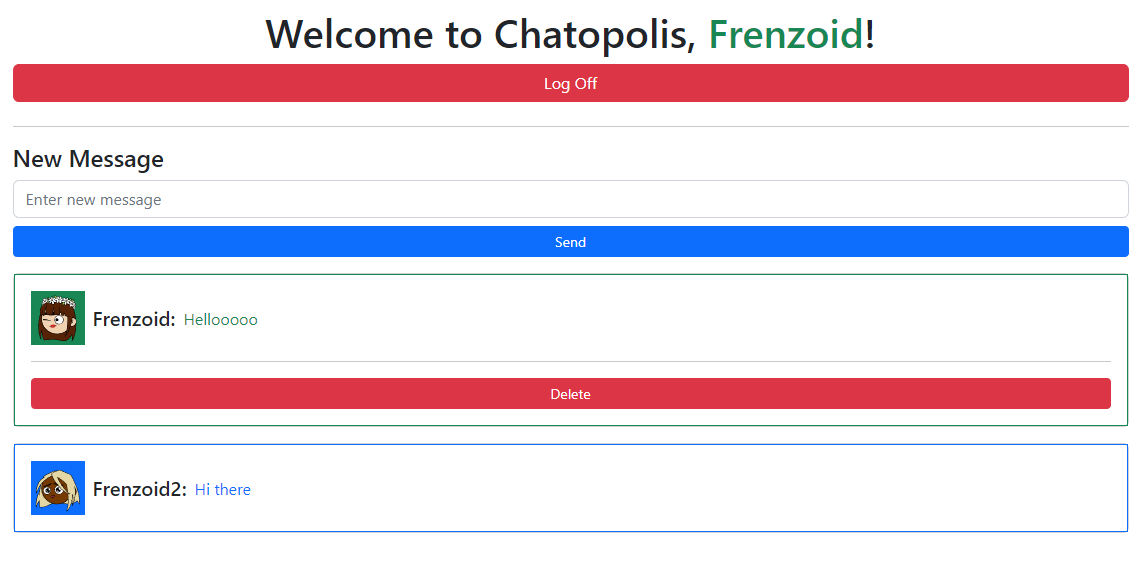 Welcome to Chatopolis, Frenzoid!
Log Off
New Message
Enter new message
Send
Frenzoid: Hellooooo
Delete
Frenzoid2: Hi there